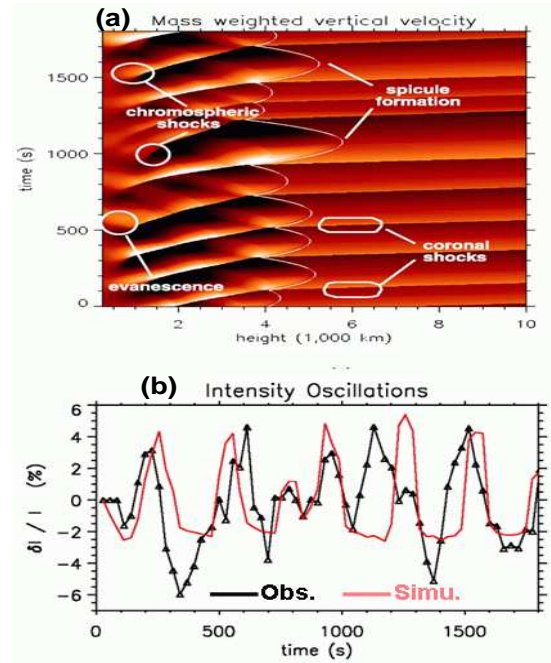 (a)
Mass weighted vertical velocity
1500
1000
500
0
time (s)
chromospheric
shocks
spicule
formation
evanescence
coronal
shocks
2
4
6
8
10
height (1,000 km)
(b)
Intensity Oscillations
6
4
2
0
-2
-4
-6
δI / I (%)
Obs.
Simu.
0
500
1000
1500
time (s)